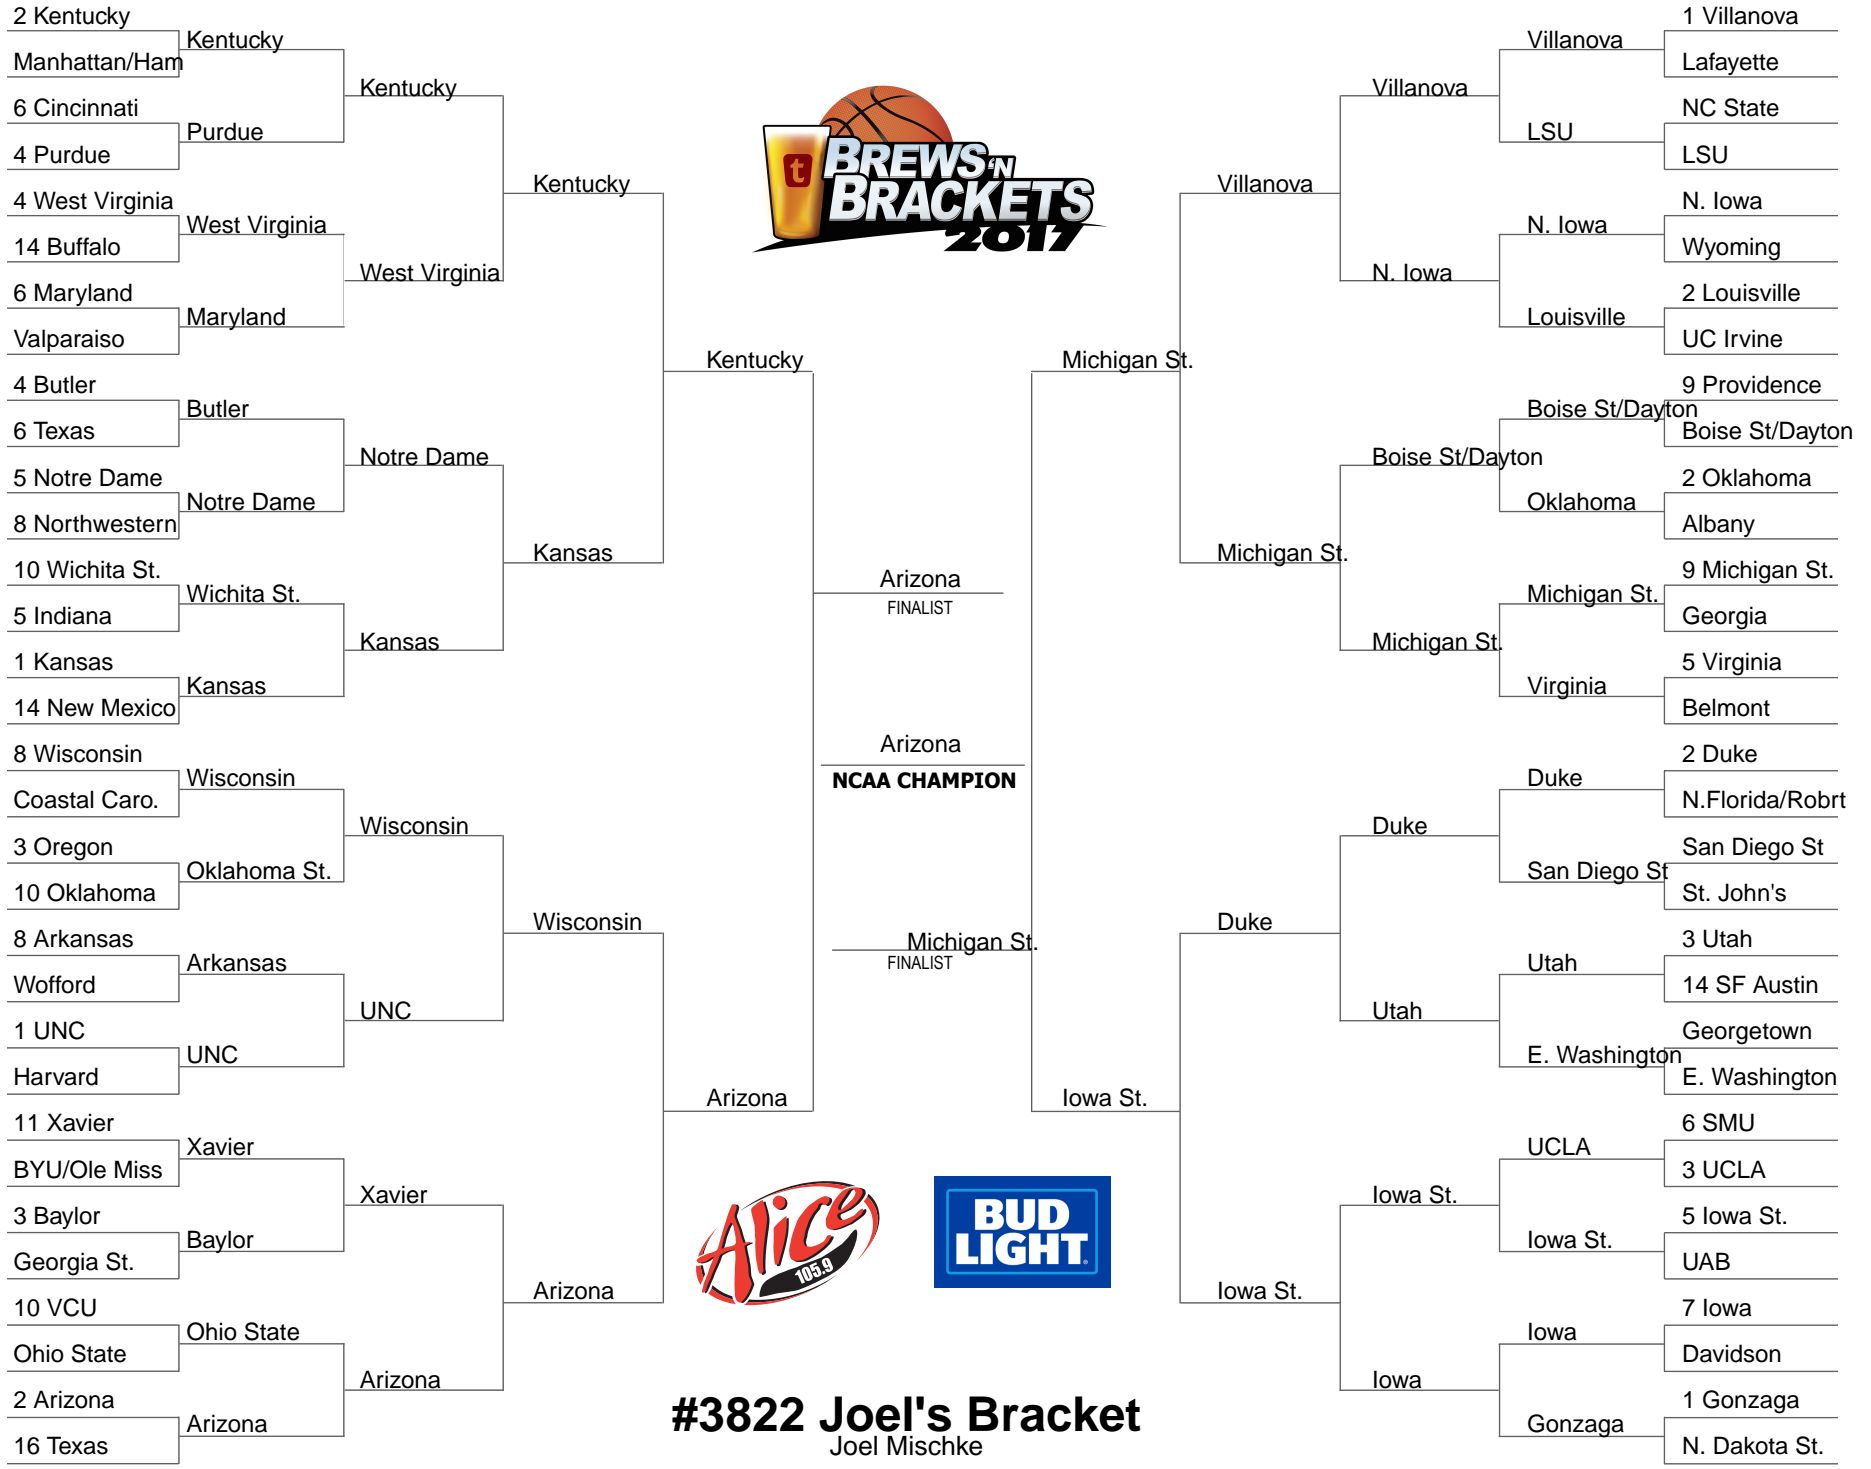 2 Kentucky
Manhattan/Ham
6 Cincinnati
4 Purdue
4 West Virginia
14 Buffalo
6 Maryland
Valparaiso
4 Butler
6 Texas
5 Notre Dame
8 Northwestern
10 Wichita St.
5 Indiana
1 Kansas
14 New Mexico
8 Wisconsin
Coastal Caro.
3 Oregon
10 Oklahoma
8 Arkansas
Wofford
1 UNC
Harvard
11 Xavier
BYU/Ole Miss
3 Baylor
Georgia St.
10 VCU
Ohio State
2 Arizona
16 Texas
Kentucky
Purdue
West Virginia
Maryland
Butler
Notre Dame
Wichita St.
Kansas
Wisconsin
Oklahoma St.
Arkansas
UNC
Xavier
Baylor
Ohio State
Arizona
Kentucky
West Virginia
Notre Dame
Kansas
Wisconsin
UNC
Xavier
Arizona
Kentucky
Kansas
Wisconsin
Arizona
Kentucky
Arizona
t
BREWS 'N
BRACKETS
2017
Arizona
FINALIST
Arizona
NCAA CHAMPION
Michigan St.
FINALIST
Alice
105.9
BUD
LIGHT
#3822 Joel's Bracket
Joel Mischke
Michigan St.
Iowa St.
Villanova
Michigan St.
Duke
Iowa St.
Villanova
N. Iowa
Boise St/Dayton
Michigan St.
Duke
Utah
Iowa St.
Iowa
Villanova
LSU
N. Iowa
Louisville
Boise St/Dayton
Oklahoma
Michigan St.
Virginia
Duke
San Diego St
Utah
E. Washington
UCLA
Iowa St.
Iowa
Gonzaga
1 Villanova
Lafayette
NC State
LSU
N. Iowa
Wyoming
2 Louisville
UC Irvine
9 Providence
Boise St/Dayton
2 Oklahoma
Albany
9 Michigan St.
Georgia
5 Virginia
Belmont
2 Duke
N.Florida/Robrt
San Diego St
St. John's
3 Utah
14 SF Austin
Georgetown
E. Washington
6 SMU
3 UCLA
5 Iowa St.
UAB
7 Iowa
Davidson
1 Gonzaga
N. Dakota St.